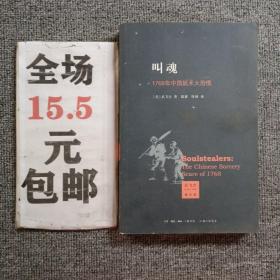 全场
15.5
元
包邮
叫魂
1768年中国妖术大恐慌
Soulstealers:
The Chinese Sorcery
Scare of 1768